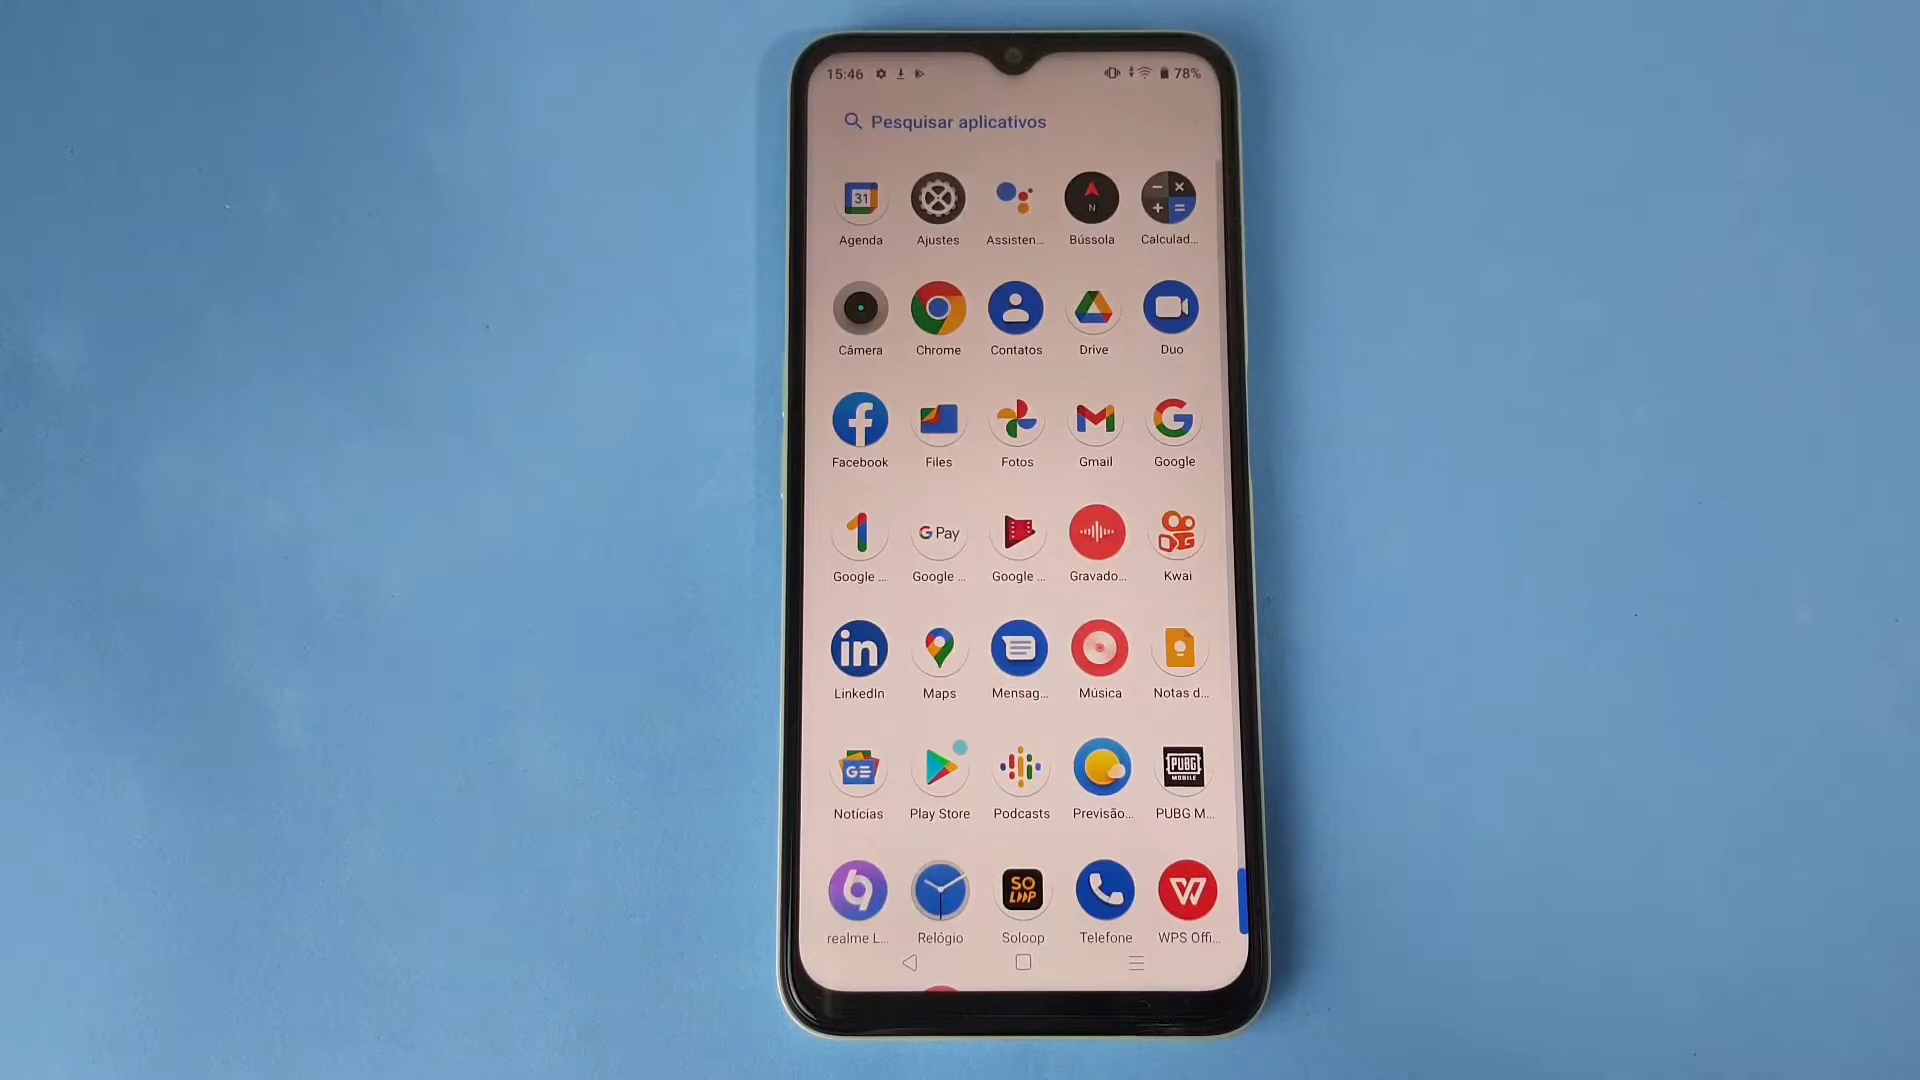 15:46 78%
Pesquisar aplicativos
31 N
Agenda Ajustes Assisten... Bússola Calculad...
Câmera Chrome Contatos Drive Duo
Facebook Files Fotos Gmail Google
G Pay
Google ... Google ... Google ... Gravado... Kwai
in
LinkedIn Maps Mensag... Música Notas d...
GE PUBG MOBILE
Notícias Play Store Podcasts Previsão... PUBG M...
SO LOOP W
realme L... Relógio Soloop Telefone WPS Offi...